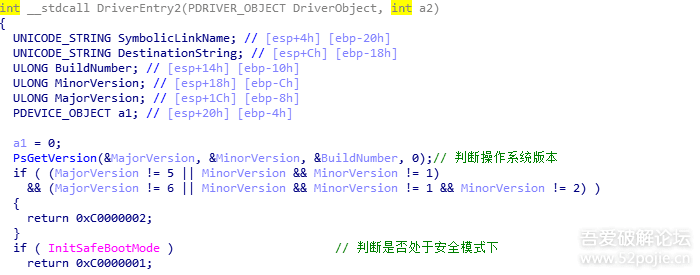 int __stdcall DriverEntry2(PDRIVER_OBJECT DriverObject, int a2)
{
UNICODE_STRING SymbolicLinkName; // [esp+4h] [ebp-20h]
UNICODE_STRING DestinationString; // [esp+Ch] [ebp-18h]
ULONG BuildNumber; // [esp+14h] [ebp-10h]
ULONG MinorVersion; // [esp+18h] [ebp-Ch]
ULONG MajorVersion; // [esp+1Ch] [ebp-8h]
PDEVICE_OBJECT a1; // [esp+20h] [ebp-4h]
a1 = 0;
PsGetVersion(&MajorVersion, &MinorVersion, &BuildNumber, 0);// 判断操作系统版本
if ( (MajorVersion != 5 || MinorVersion && MinorVersion != 1)
&& (MajorVersion != 6 || MinorVersion && MinorVersion != 1 && MinorVersion != 2) )
{
return 0xC0000002;
}
if ( InitSafeBootMode ) // 判断是否处于安全模式下
return 0xC0000001;
吾爱破解论坛
www.52pojie.cn